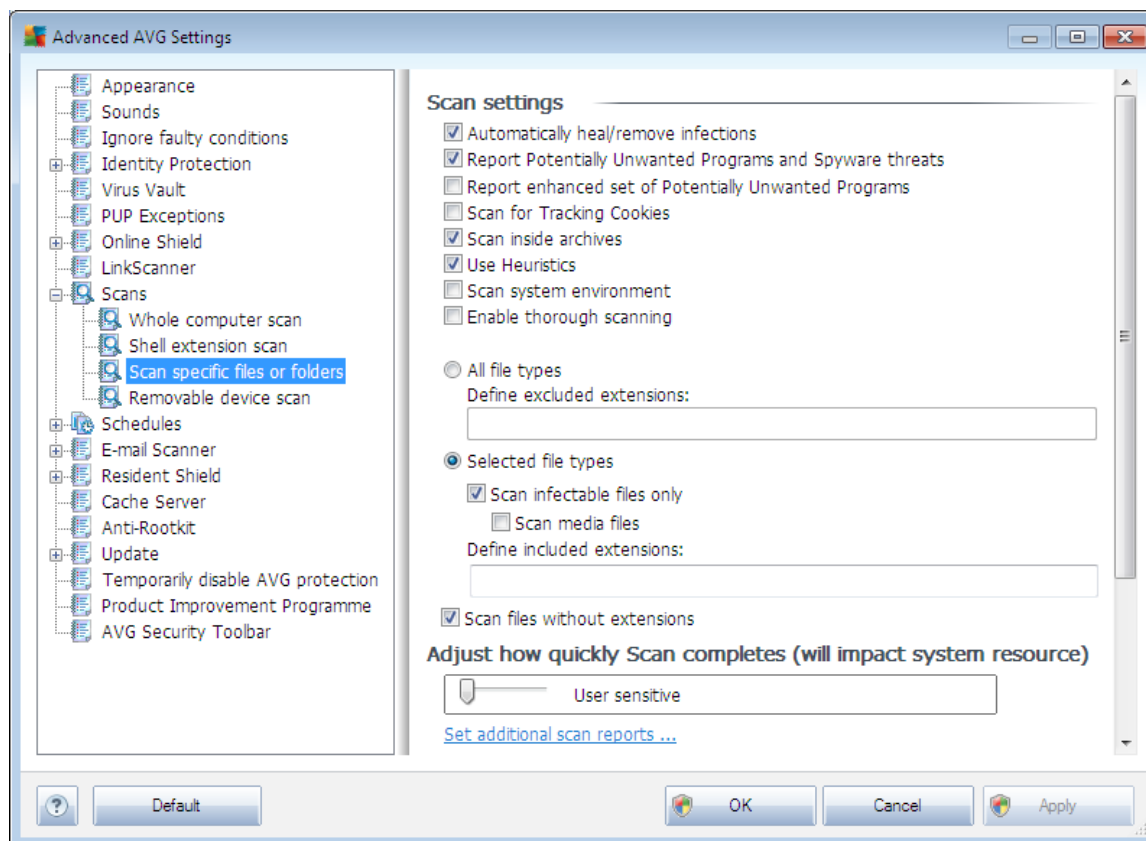 Advanced AVG Settings
Appearance
Sounds
Ignore faulty conditions
Identity Protection
Virus Vault
PUP Exceptions
Online Shield
LinkScanner
Scans
Whole computer scan
Shell extension scan
Scan specific files or folders
Removable device scan
Schedules
E-mail Scanner
Resident Shield
Cache Server
Anti-Rootkit
Update
Temporarily disable AVG protection
Product Improvement Programme
AVG Security Toolbar
Scan settings
Automatically heal/remove infections
Report Potentially Unwanted Programs and Spyware threats
Report enhanced set of Potentially Unwanted Programs
Scan for Tracking Cookies
Scan inside archives
Use Heuristics
Scan system environment
Enable thorough scanning
All file types
Define excluded extensions:
Selected file types
Scan infectable files only
Scan media files
Define included extensions:
Scan files without extensions
Adjust how quickly Scan completes (will impact system resource)
User sensitive
Set additional scan reports ...
? Default OK Cancel Apply